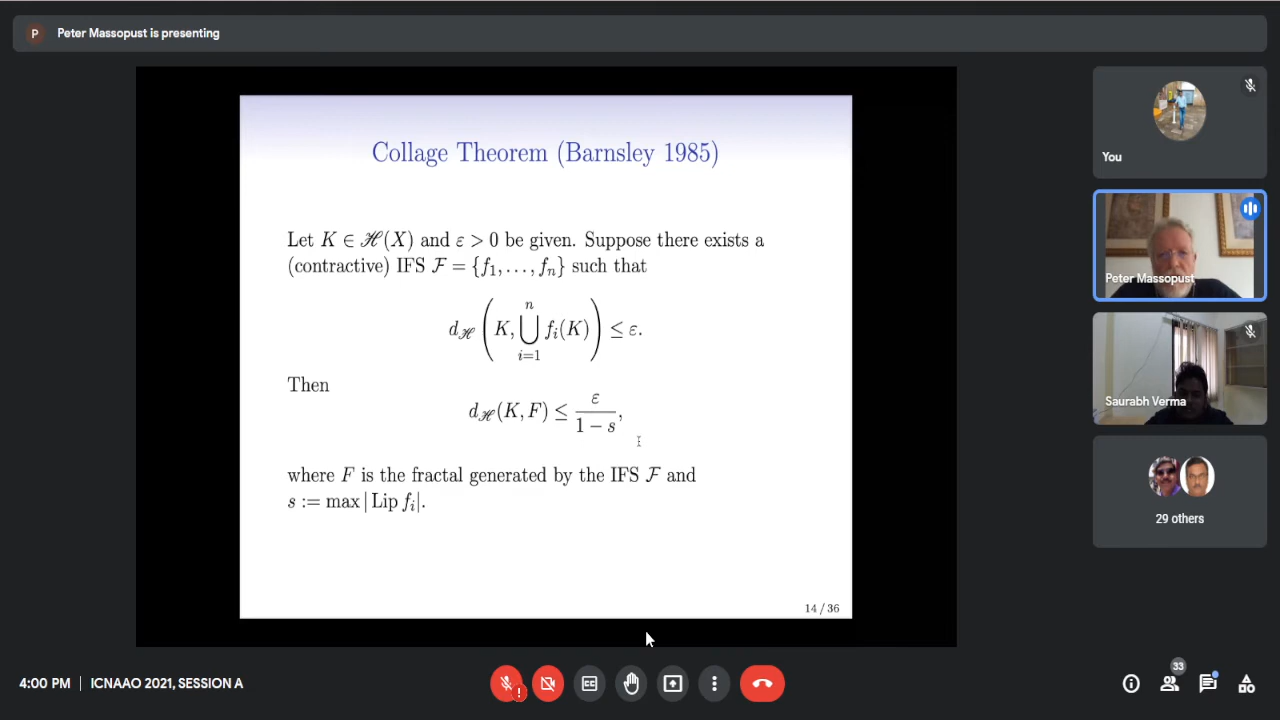 P
Peter Massopust is presenting
Collage Theorem (Barnsley 1985)
Let K ∈ ℋ(X) and ε > 0 be given. Suppose there exists a
(contractive) IFS ℱ = {f₁, …, fₙ} such that
d_ℋ (K, ⋃_{i=1}^{n} f_i(K)) ≤ ε.
Then
d_ℋ(K, F) ≤ ε/(1 − s),
where F is the fractal generated by the IFS ℱ and
s := max | Lip f_i|.
14 / 36
You
Peter Massopust
Saurabh Verma
29 others
4:00 PM | ICNAAO 2021, SESSION A
33